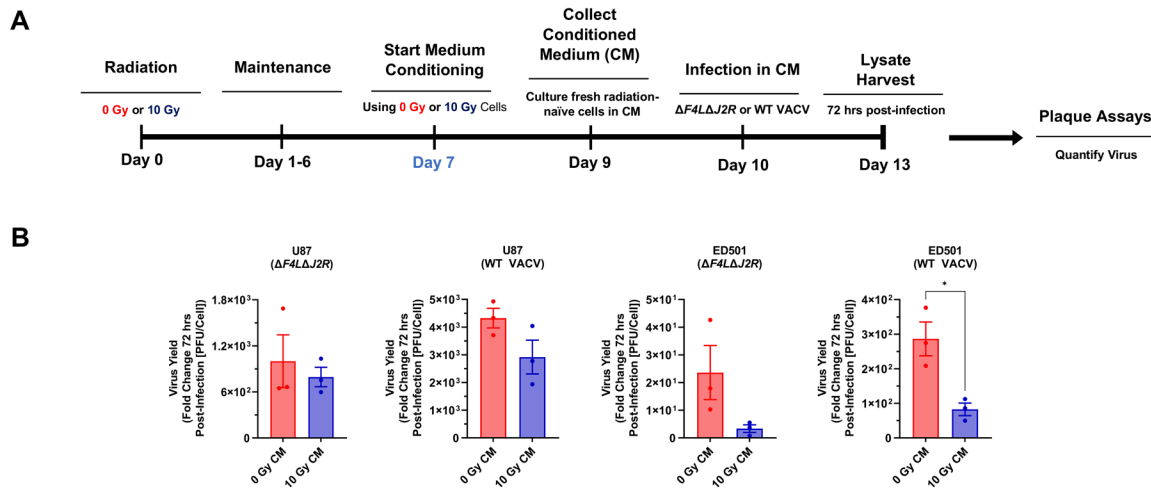 A
Radiation
0 Gy or 10 Gy
Day 0
Maintenance
Day 1-6
Start Medium
Conditioning
Using 0 Gy or 10 Gy Cells
Day 7
Collect
Conditioned
Medium (CM)
Culture fresh radiation-
naïve cells in CM
Day 9
Infection in CM
ΔF4LΔJ2R or WT VACV
Day 10
Lysate
Harvest
72 hrs post-infection
Day 13
Plaque Assays
Quantify Virus
B
U87
(ΔF4LΔJ2R)
Virus Yield
(Fold Change 72 hrs
Post-Infection [PFU/Cell])
1.8×10³
1.2×10³
6×10²
0
0 Gy CM
10 Gy CM
U87
(WT VACV)
Virus Yield
(Fold Change 72 hrs
Post-Infection [PFU/Cell])
5×10³
4×10³
3×10³
2×10³
1×10³
0
0 Gy CM
10 Gy CM
ED501
(ΔF4LΔJ2R)
Virus Yield
(Fold Change 72 hrs
Post-Infection [PFU/Cell])
5×10¹
4×10¹
3×10¹
2×10¹
1×10¹
0
0 Gy CM
10 Gy CM
ED501
(WT VACV)
Virus Yield
(Fold Change 72 hrs
Post-Infection [PFU/Cell])
4×10²
3×10²
2×10²
1×10²
0
*
0 Gy CM
10 Gy CM